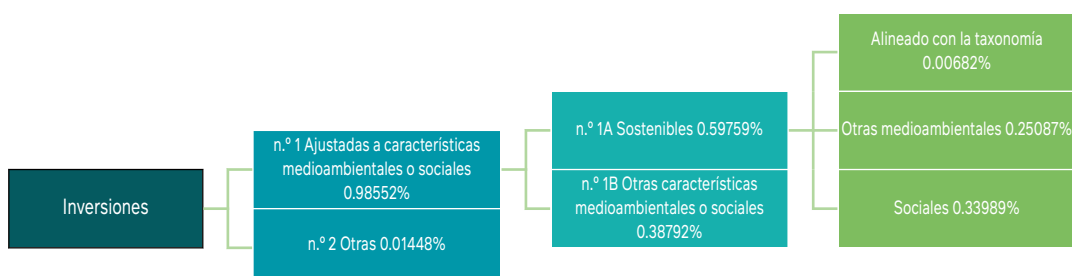 Inversiones
n.º 1 Ajustadas a características
medioambientales o sociales
0.98552%
n.º 2 Otras 0.01448%
n.º 1A Sostenibles 0.59759%
n.º 1B Otras características
medioambientales o sociales
0.38792%
Alineado con la taxonomía
0.00682%
Otras medioambientales 0.25087%
Sociales 0.33989%